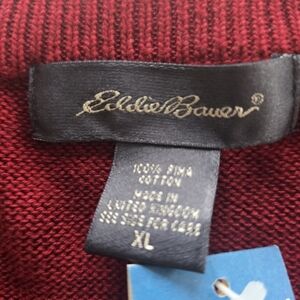 Eddie Bauer®
100% PIMA
COTTON
MADE IN
UNITED KINGDOM
SEE SIDE FOR CARE
XL